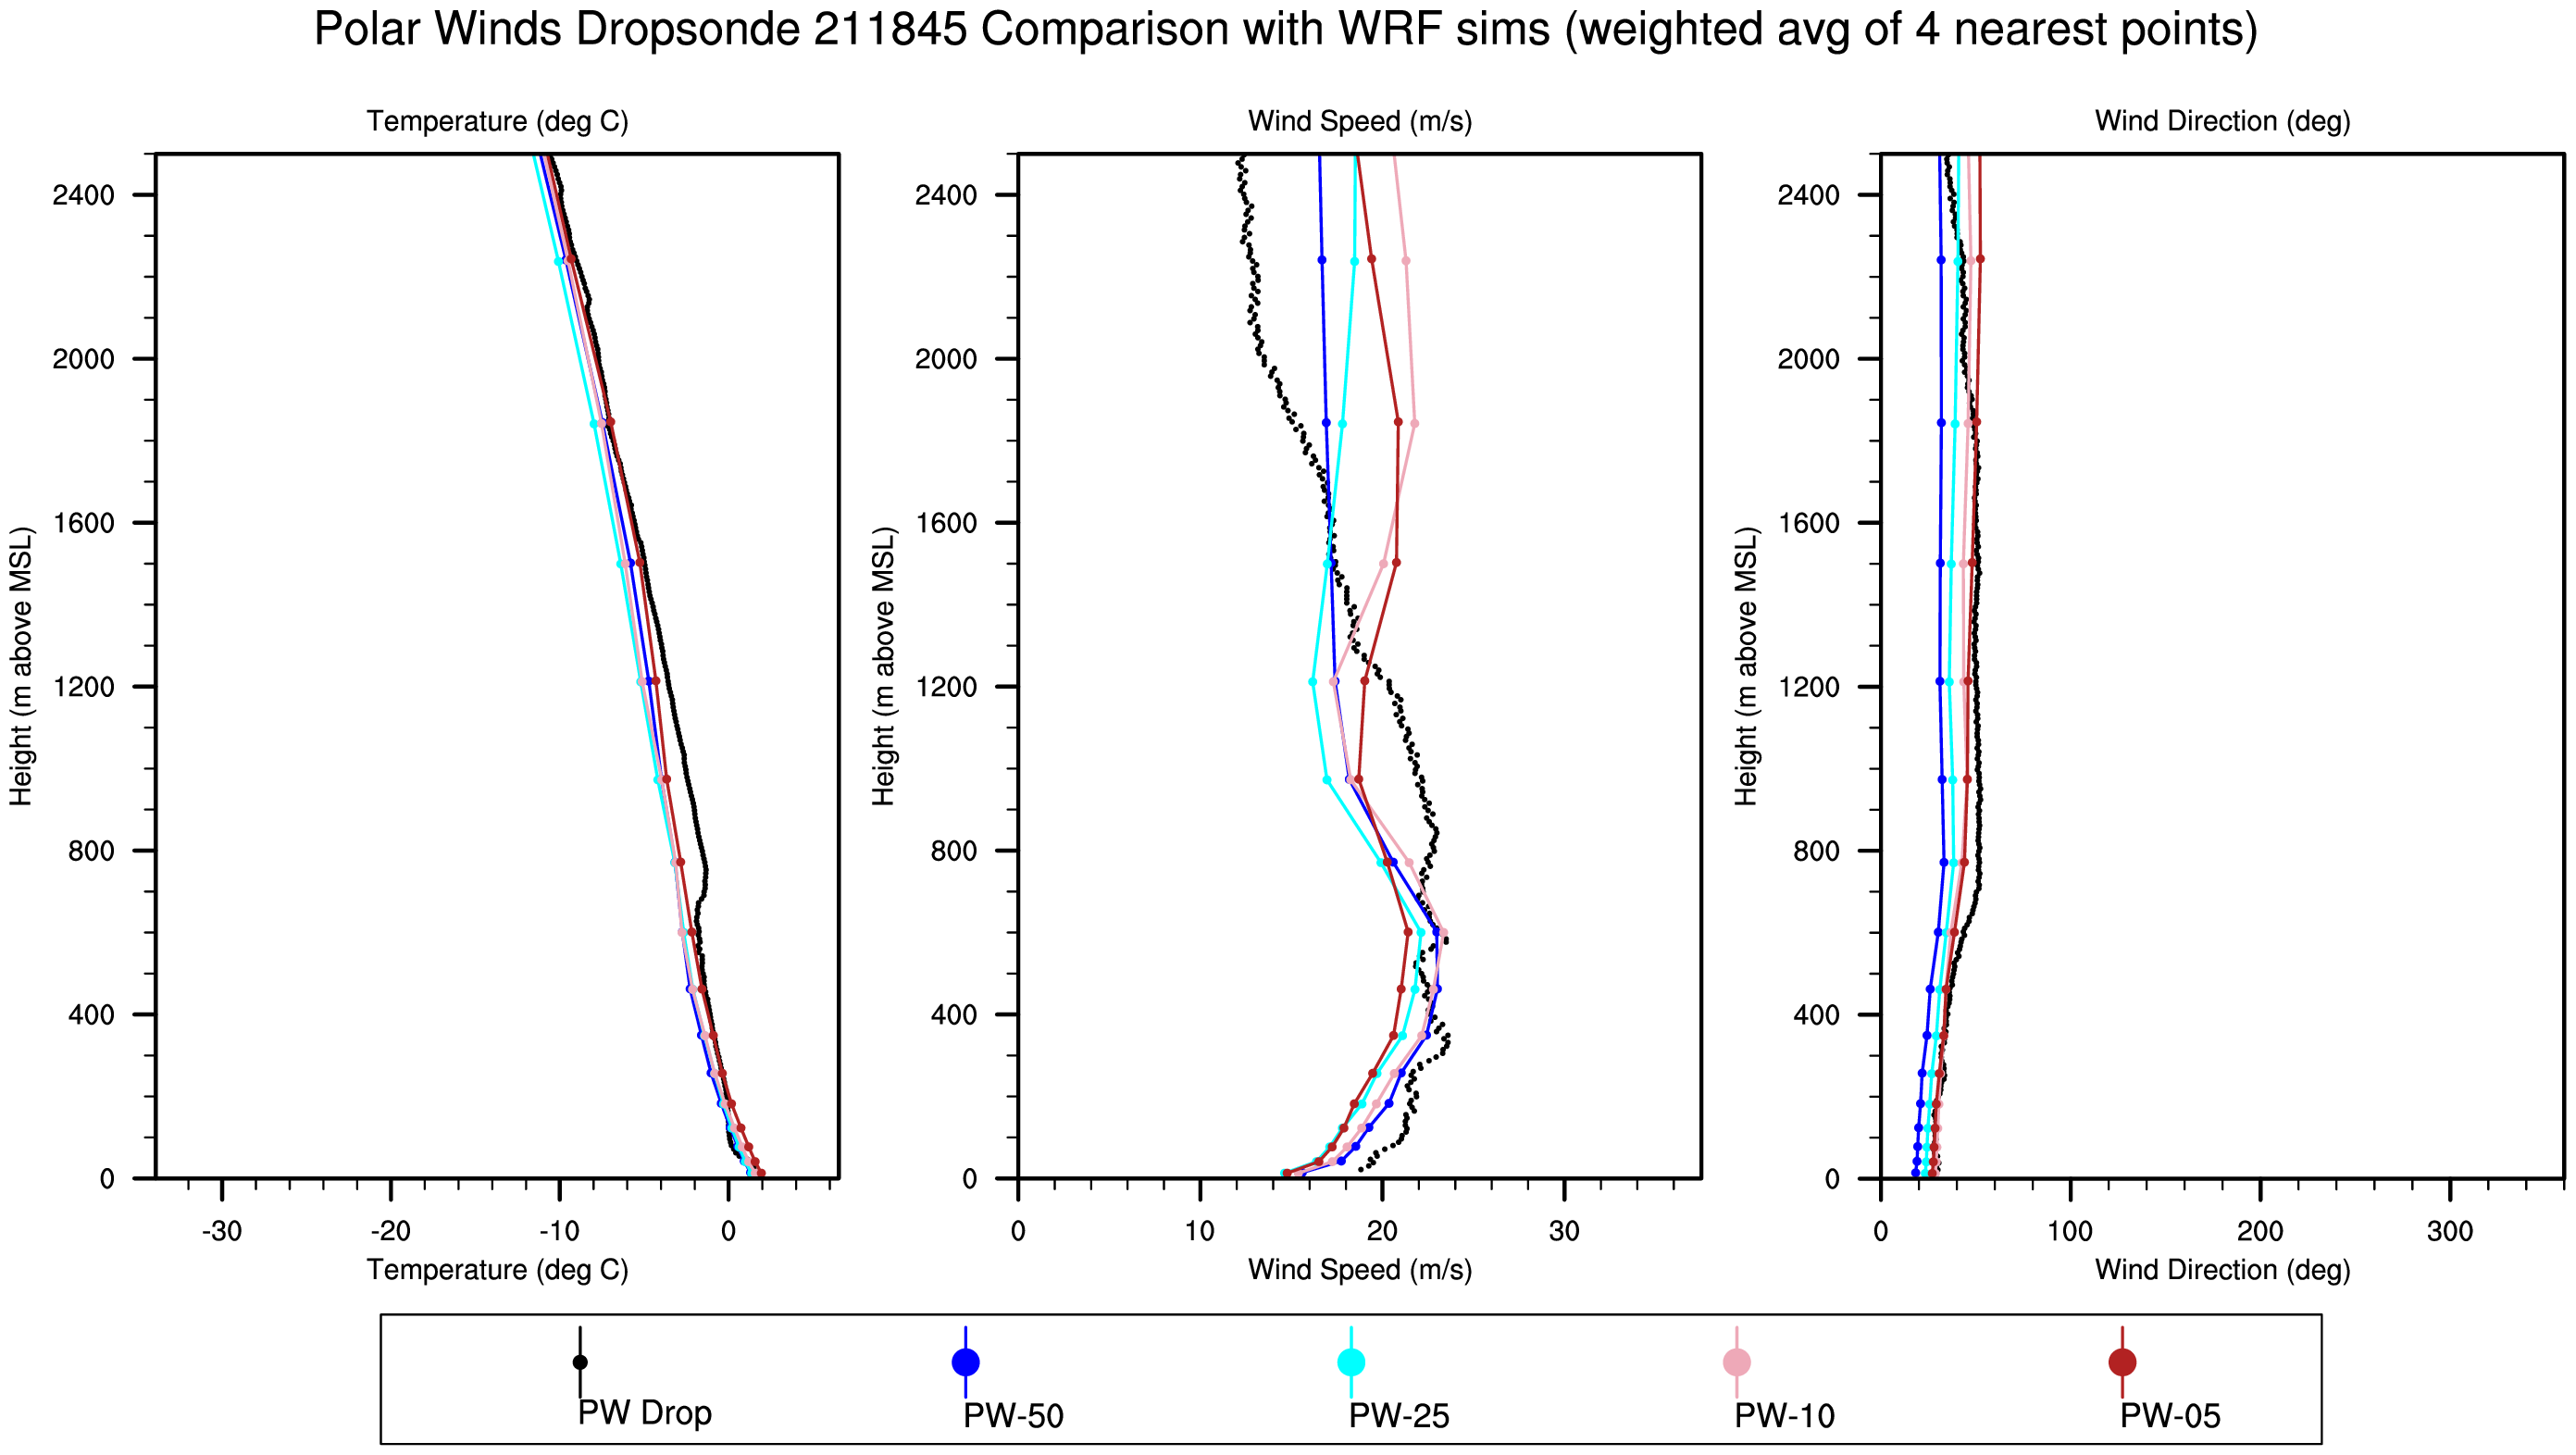 Polar Winds Dropsonde 211845 Comparison with WRF sims (weighted avg of 4 nearest points)
Temperature (deg C)
Wind Speed (m/s)
Wind Direction (deg)
2400
2000
1600
1200
800
400
0
Height (m above MSL)
-30 -20 -10 0
Temperature (deg C)
2400
2000
1600
1200
800
400
0
Height (m above MSL)
0 10 20 30
Wind Speed (m/s)
2400
2000
1600
1200
800
400
0
Height (m above MSL)
0 100 200 300
Wind Direction (deg)
PW Drop PW-50 PW-25 PW-10 PW-05